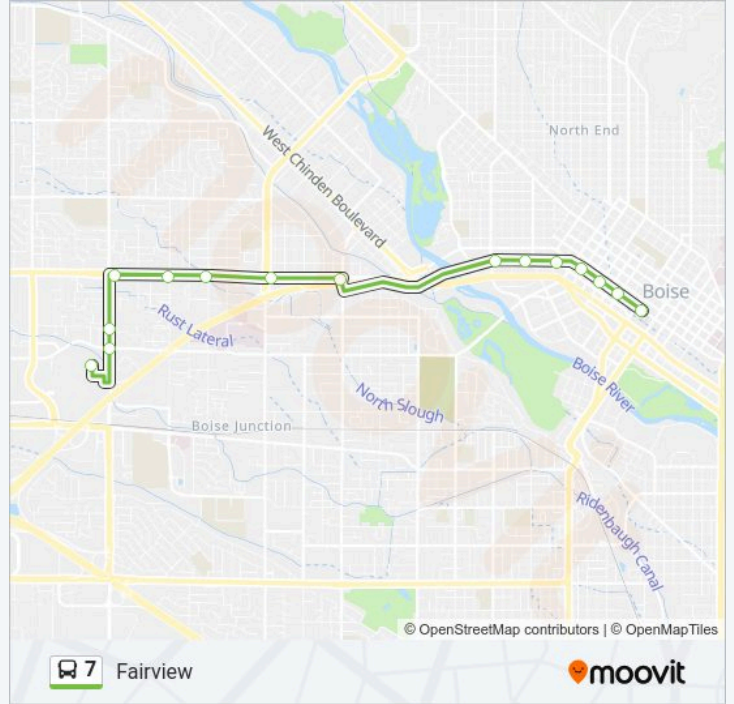 North End
West Chinden Boulevard
Boise
Rust Lateral
Boise River
North Slough
Boise Junction
Ridenbaugh Canal
© OpenStreetMap contributors | © OpenMapTiles
7 Fairview
moovit